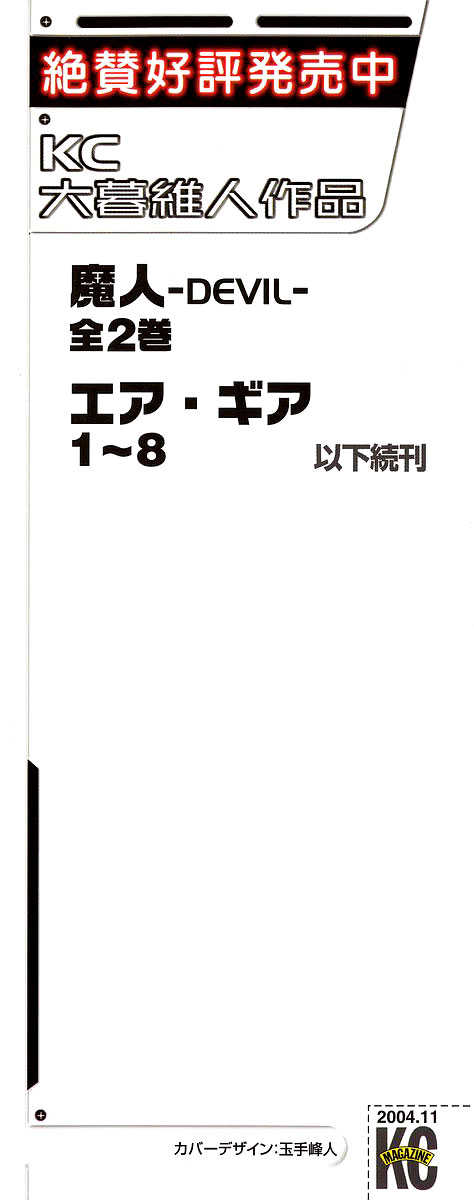 絶賛好評発売中
KC
大暮維人作品
魔人-DEVIL-
全2巻
エア・ギア
1~8
以下続刊
カバーデザイン:玉手峰人
2004.11
KC
MAGAZINE